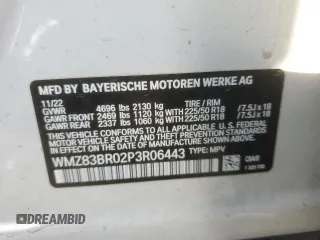 MFD BY BAYERISCHE MOTOREN WERKE AG
11/22
GVWR 4696 lbs 2130 kg TIRE / RIM
GAWR FRONT 2469 lbs 1120 kg WITH 225/50 R18 /7.5J x 18
GAWR REAR 2337 lbs 1060 kg WITH 225/50 R18 /7.5J x 18
THIS VEHICLE CONFORMS TO ALL APPLICABLE FEDERAL
MOTOR VEHICLE SAFETY, BUMPER, AND THEFT PREVENTION
STANDARDS IN EFFECT ON THE DATE OF MANUFACTURE SHOWN ABOVE.
WMZ83BR02P3R06443 TYPE: MPV
DREAMBID